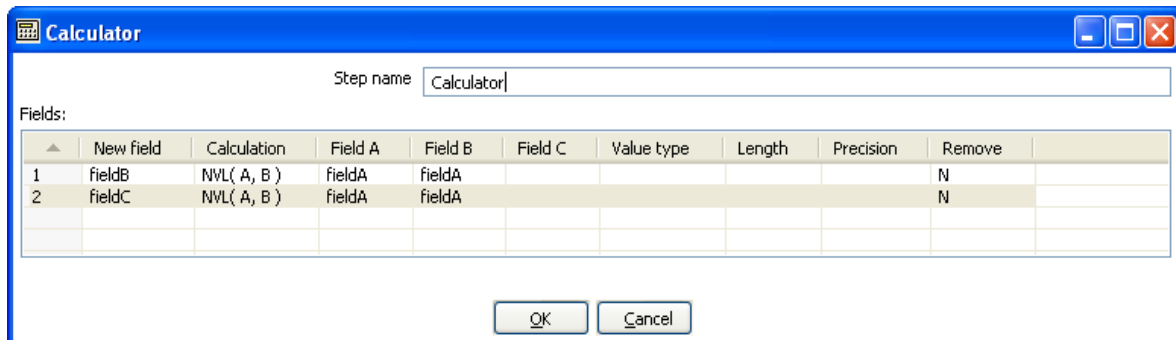 Calculator
Step name Calculator
Fields:
New field Calculation Field A Field B Field C Value type Length Precision Remove
1 fieldB NVL( A, B ) fieldA fieldA N
2 fieldC NVL( A, B ) fieldA fieldA N
OK Cancel